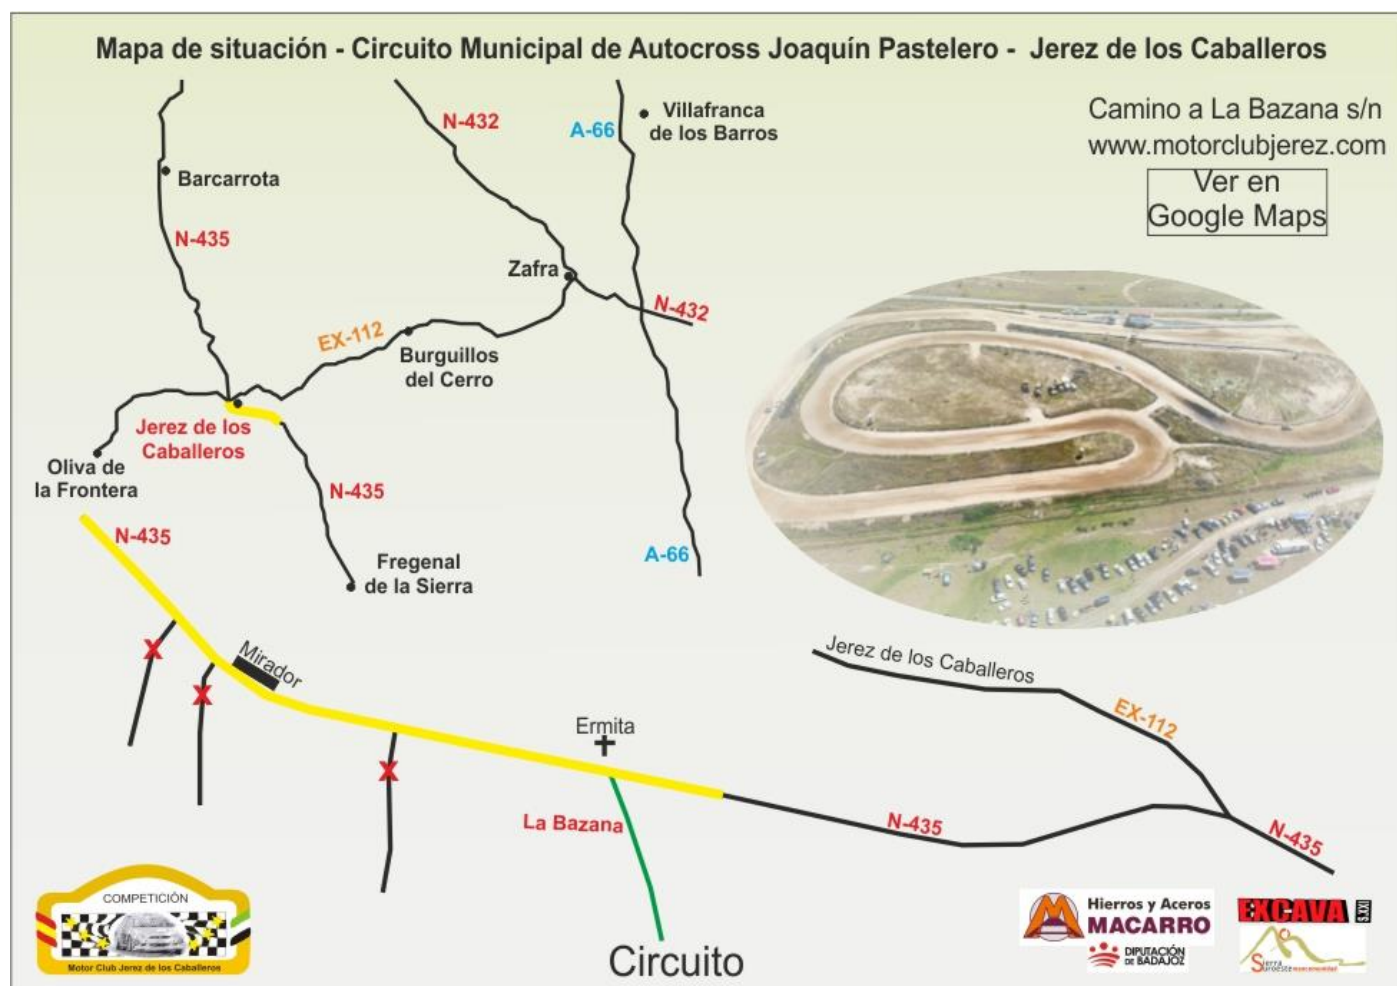 Mapa de situación - Circuito Municipal de Autocross Joaquín Pastelero - Jerez de los Caballeros
Camino a La Bazana s/n
www.motorclubjerez.com
Ver en
Google Maps
N-432
A-66
Villafranca
de los Barros
Barcarrota
N-435
Zafra
N-432
EX-112
Burguillos
del Cerro
Jerez de los
Caballeros
Oliva de
la Frontera
N-435
N-435
A-66
Fregenal
de la Sierra
Mirador
Jerez de los Caballeros
EX-112
Ermita
La Bazana
N-435
N-435
Circuito
COMPETICIÓN
Motor Club Jerez de los Caballeros
Hierros y Aceros
MACARRO
DIPUTACIÓN
DE BADAJOZ
EXCAVA S.XXI
Sierra
Suroeste mancomunidad